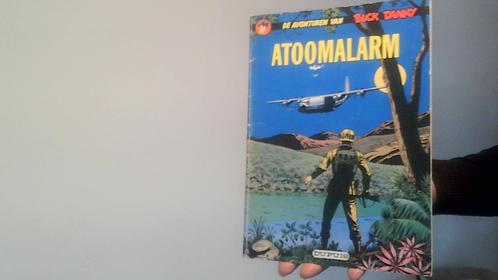 DE AVONTUREN VAN BUCK DANNY
ATOOMALARM
DUPUIS